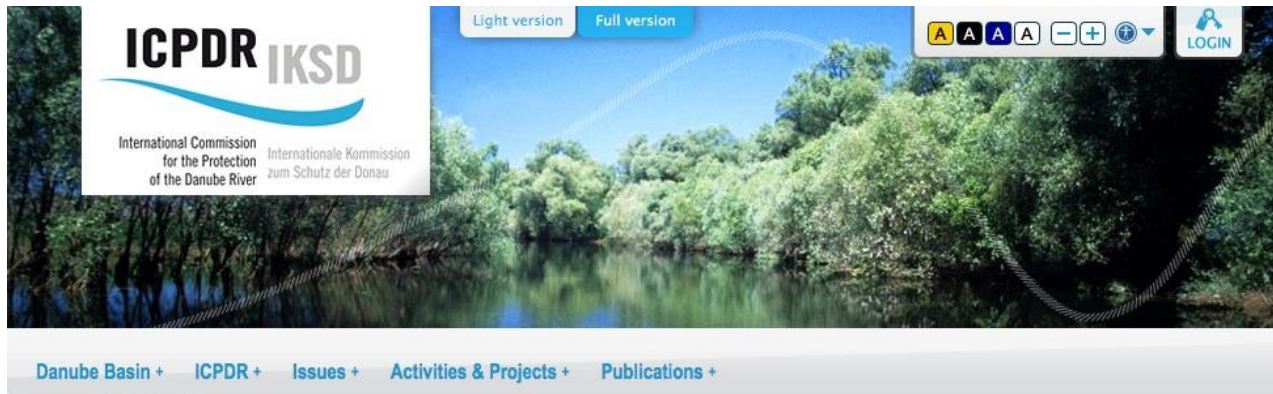 Light version Full version
A A A A
LOGIN
ICPDR IKSD
International Commission
for the Protection
of the Danube River
Internationale Kommission
zum Schutz der Donau
Danube Basin + ICPDR + Issues + Activities & Projects + Publications +